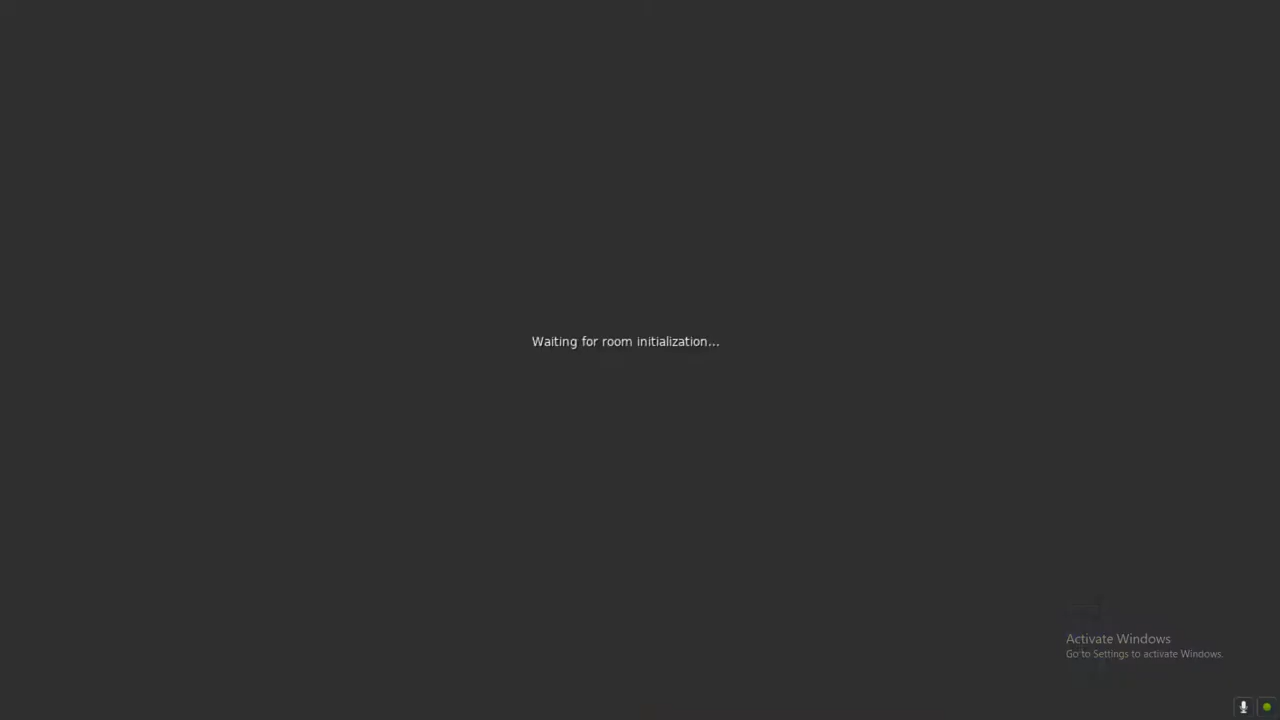 Waiting for room initialization...
Activate Windows
Go to Settings to activate Windows.